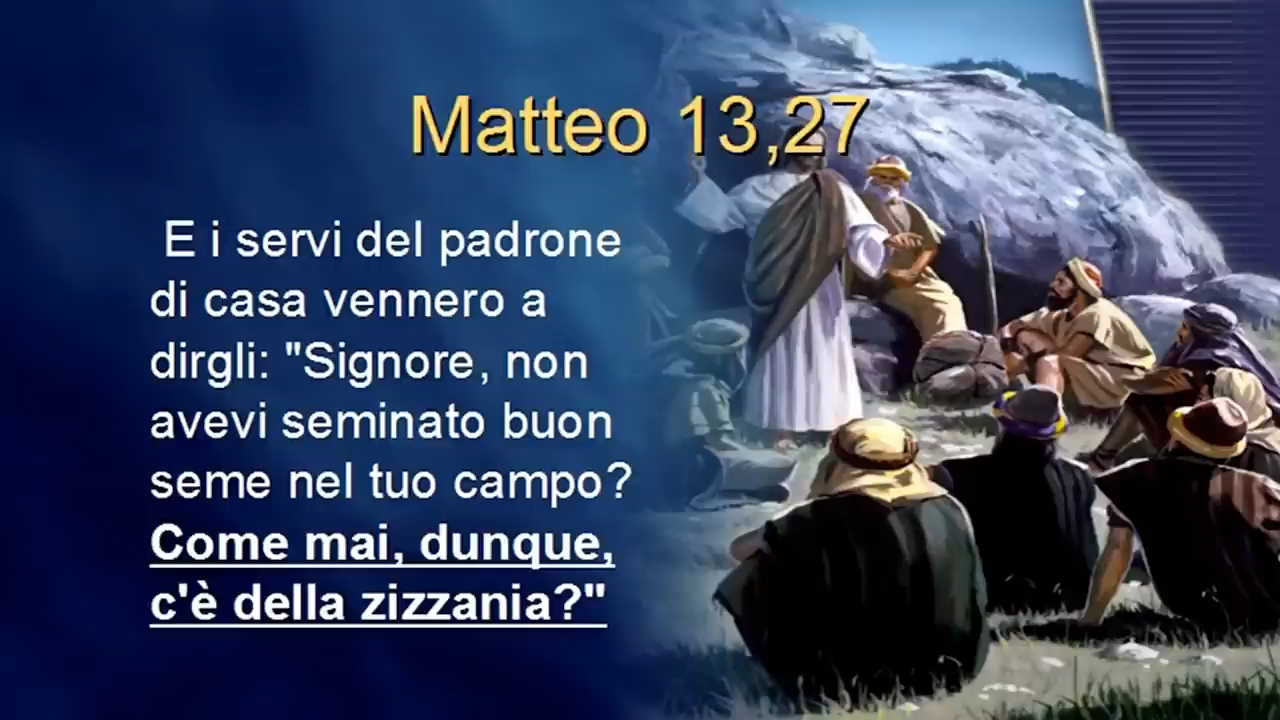 Matteo 13,27
E i servi del padrone
di casa vennero a
dirgli: "Signore, non
avevi seminato buon
seme nel tuo campo?
Come mai, dunque,
c'è della zizzania?"